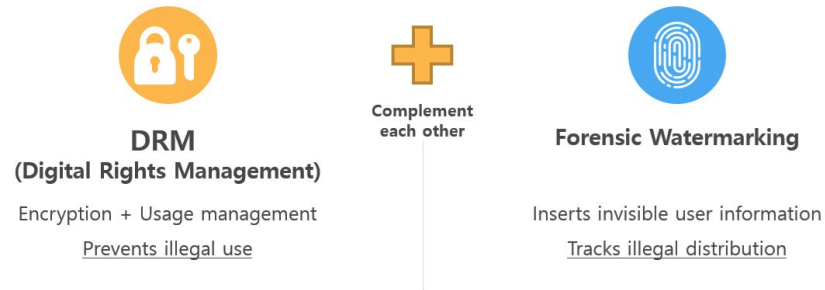 DRM
(Digital Rights Management)
Encryption + Usage management
Prevents illegal use
Complement
each other
Forensic Watermarking
Inserts invisible user information
Tracks illegal distribution